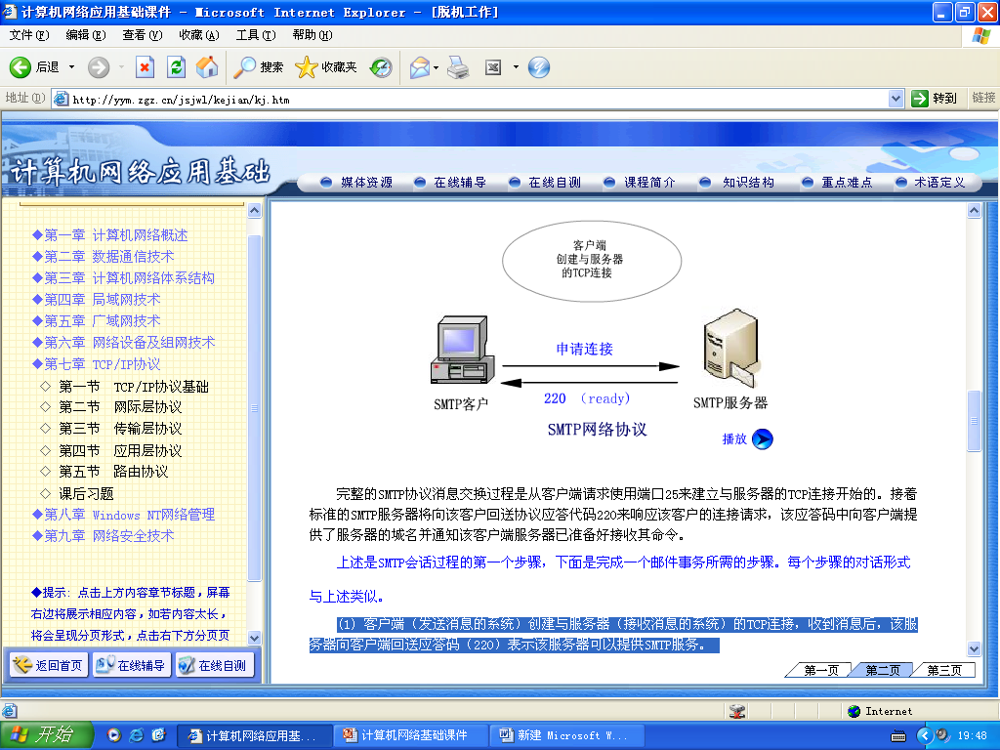 计算机网络应用基础课件 - Microsoft Internet Explorer - [脱机工作]
文件(F) 编辑(E) 查看(V) 收藏(A) 工具(T) 帮助(H)
后退 搜索 收藏夹
地址(D) http://yym.zgz.cn/jsjwl/kejian/kj.htm 转到 链接
计算机网络应用基础
媒体资源 在线辅导 在线自测 课程简介 知识结构 重点难点 术语定义
◆第一章 计算机网络概述
◆第二章 数据通信技术
◆第三章 计算机网络体系结构
◆第四章 局域网技术
◆第五章 广域网技术
◆第六章 网络设备及组网技术
◆第七章 TCP/IP协议
◇ 第一节 TCP/IP协议基础
◇ 第二节 网际层协议
◇ 第三节 传输层协议
◇ 第四节 应用层协议
◇ 第五节 路由协议
◇ 课后习题
◆第八章 Windows NT网络管理
◆第九章 网络安全技术
◆提示: 点击上方内容章节标题，屏幕
右边将展示相应内容，如若内容太长，
将会呈现分页形式，点击右下方分页页
返回首页 在线辅导 在线自测
客户端
创建与服务器
的TCP连接
申请连接
220 （ready)
SMTP客户
SMTP服务器
SMTP网络协议
播放
完整的SMTP协议消息交换过程是从客户端请求使用端口25来建立与服务器的TCP连接开始的。接着
标准的SMTP服务器将向该客户回送协议应答代码220来响应该客户的连接请求，该应答码中向客户端提
供了服务器的域名并通知该客户端服务器已准备好接收其命令。
上述是SMTP会话过程的第一个步骤，下面是完成一个邮件事务所需的步骤。每个步骤的对话形式
与上述类似。
(1) 客户端（发送消息的系统）创建与服务器（接收消息的系统）的TCP连接，收到消息后，该服
务器向客户端回送应答码（220）表示该服务器可以提供SMTP服务。
第一页 第二页 第三页
Internet
开始 计算机网络应用基... 计算机网络基础课件 新建 Microsoft W... 19:48